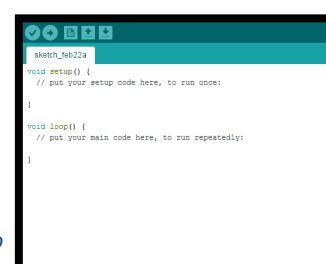 sketch_feb22a
void setup() {
  // put your setup code here, to run once:
}
void loop() {
  // put your main code here, to run repeatedly:
}